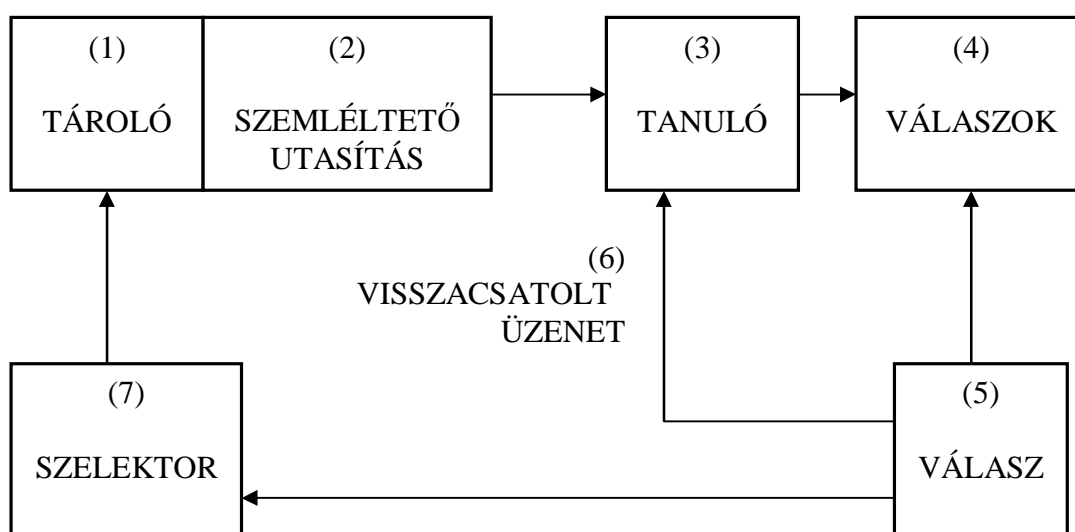 (1)
TÁROLÓ
(2)
SZEMLÉLTETŐ
UTASÍTÁS
(3)
TANULÓ
(4)
VÁLASZOK
(6)
VISSZACSATOLT
ÜZENET
(7)
SZELEKTOR
(5)
VÁLASZ